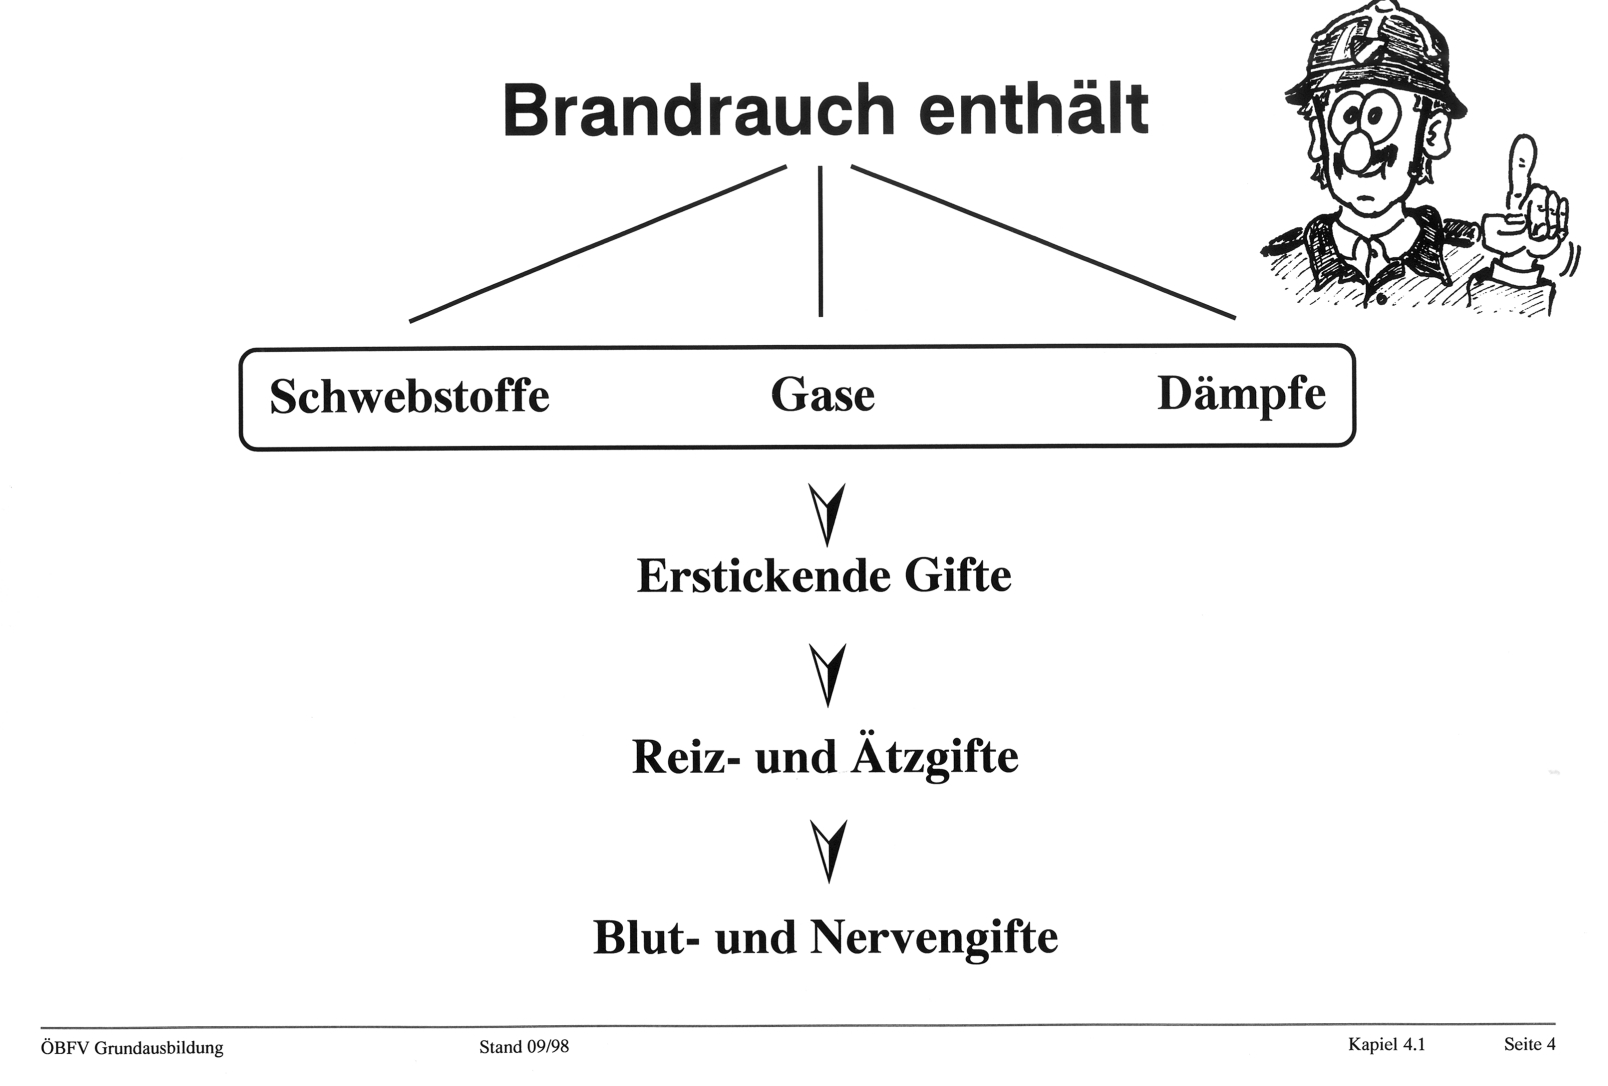 Brandrauch enthält
Schwebstoffe Gase Dämpfe
Erstickende Gifte
Reiz- und Ätzgifte
Blut- und Nervengifte
ÖBFV Grundausbildung Stand 09/98 Kapiel 4.1 Seite 4